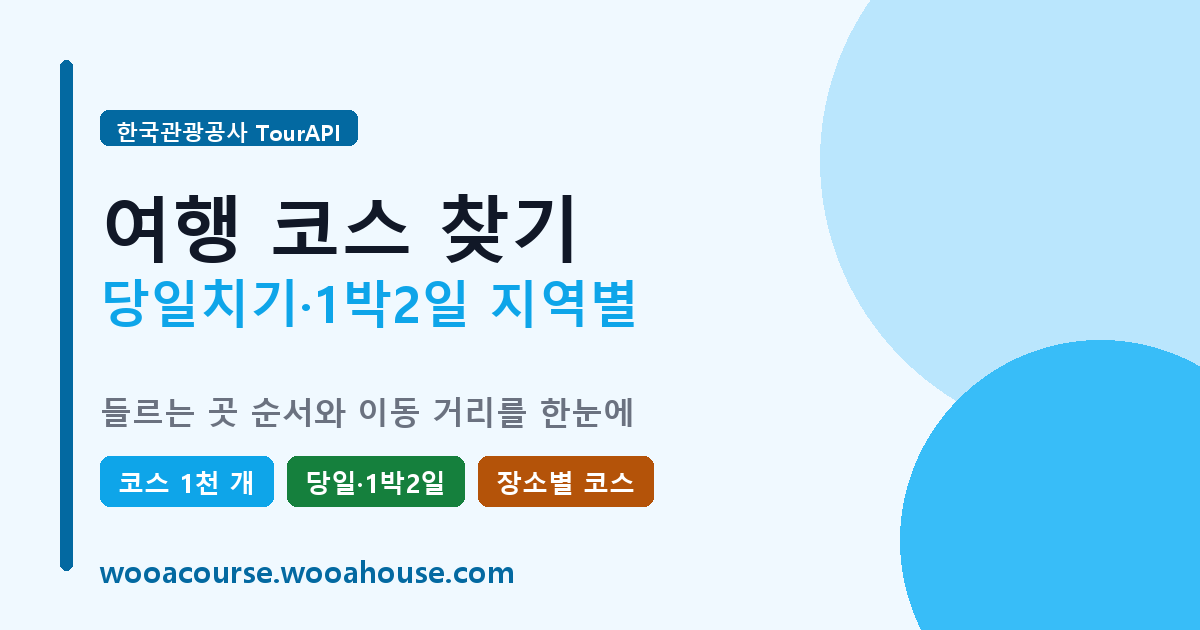 한국관광공사 TourAPI
여행 코스 찾기
당일치기·1박2일 지역별
들르는 곳 순서와 이동 거리를 한눈에
코스 1천 개
당일·1박2일
장소별 코스
wooacourse.wooahouse.com